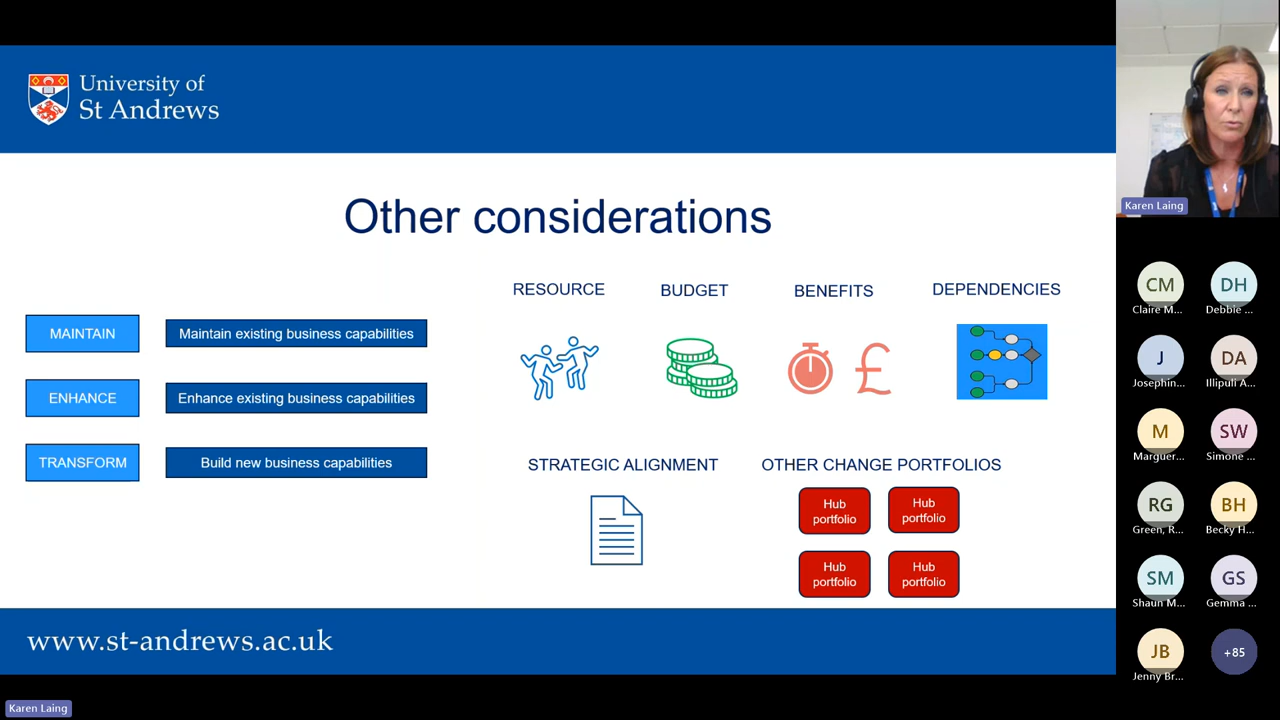 University of
St Andrews
Other considerations
MAINTAIN
Maintain existing business capabilities
ENHANCE
Enhance existing business capabilities
TRANSFORM
Build new business capabilities
RESOURCE
BUDGET
BENEFITS
DEPENDENCIES
£
STRATEGIC ALIGNMENT
OTHER CHANGE PORTFOLIOS
Hub
portfolio
Hub
portfolio
Hub
portfolio
Hub
portfolio
www.st-andrews.ac.uk
Karen Laing
Karen Laing
CM
Claire M...
DH
Debbie ...
J
Josephin...
DA
Illipuli A...
M
Marguer...
SW
Simone ...
RG
Green, R...
BH
Becky H...
SM
Shaun M...
GS
Gemma ...
JB
Jenny Br...
+85